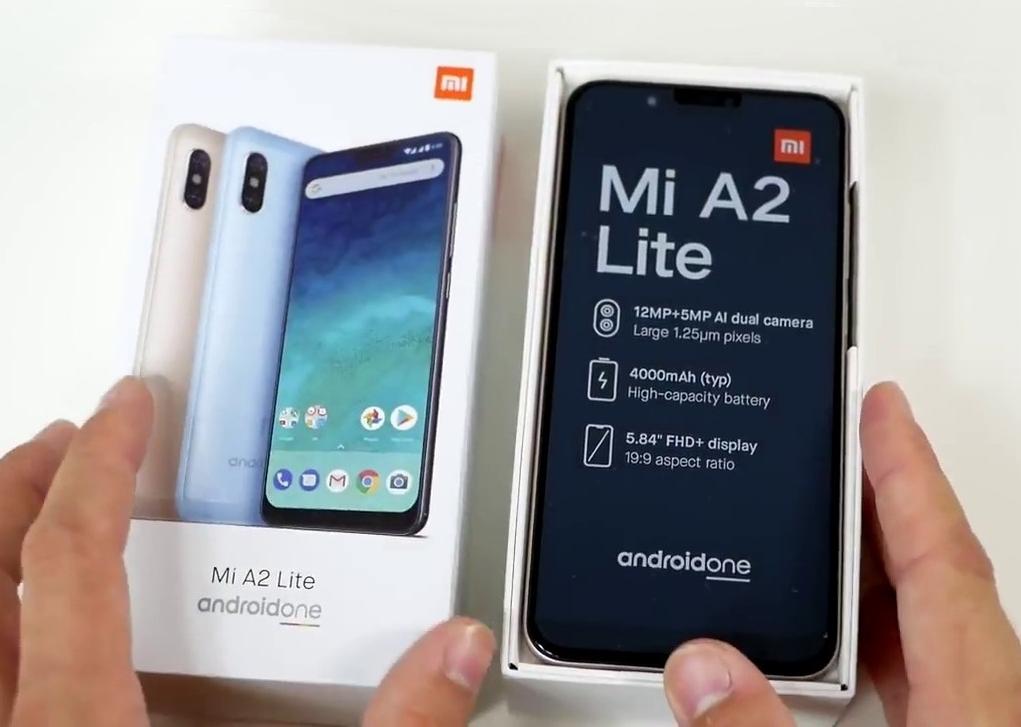 mi
android
Mi A2 Lite
androidone
mi
Mi A2
Lite
12MP+5MP AI dual camera
Large 1.25μm pixels
4000mAh (typ)
High-capacity battery
5.84" FHD+ display
19:9 aspect ratio
androidone